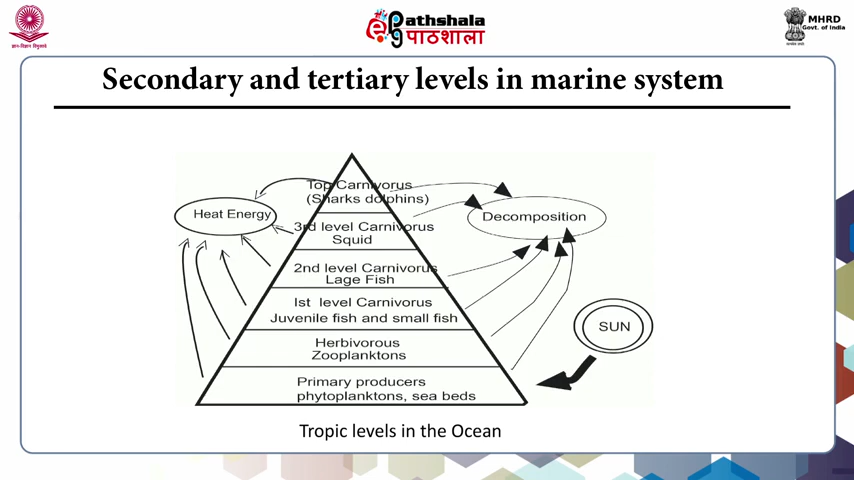 ज्ञान-विज्ञान विमुक्तये
Pathshala
पाठशाला
MHRD
Govt. of India
Secondary and tertiary levels in marine system
Top Carnivorus
(Sharks dolphins)
Heat Energy
Decomposition
3rd level Carnivorus
Squid
2nd level Carnivorus
Lage Fish
Ist level Carnivorus
Juvenile fish and small fish
SUN
Herbivorous
Zooplanktons
Primary producers
phytoplanktons, sea beds
Tropic levels in the Ocean